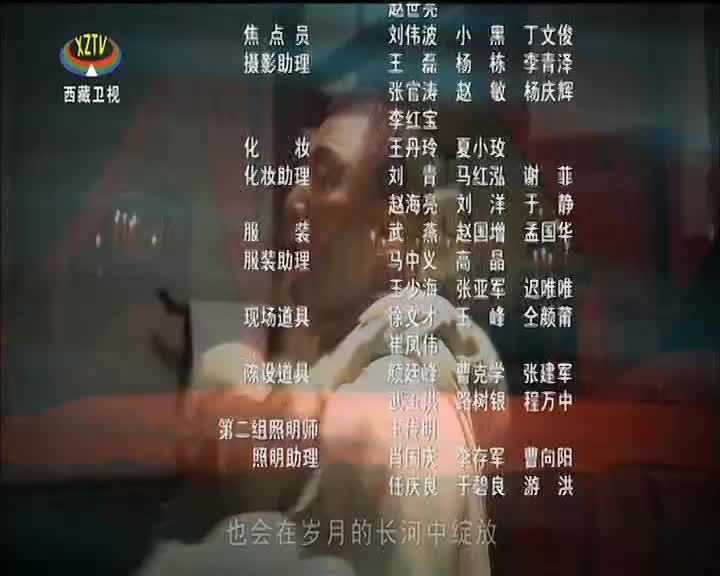 赵世亮
XZTV
西藏卫视
焦点员 刘伟波 小黑 丁文俊
摄影助理 王磊 杨栋 李青泽
张官涛 赵敏 杨庆辉
李红宝
化妆 王丹玲 夏小玫
化妆助理 刘青 马红泓 谢菲
赵海亮 刘洋 于静
服装 武燕 赵国增 孟国华
服装助理 马中义 高晶
王少海 张亚军 迟唯唯
现场道具 徐文才 王峰 仝颜莆
崔凤伟
陈设道具 颜廷峰 曹克学 张建军
武玉洪 路树银 程万中
第二组照明师 王传明
照明助理 肖国庆 李存军 曹向阳
任庆良 于碧良 游洪
也会在岁月的长河中绽放